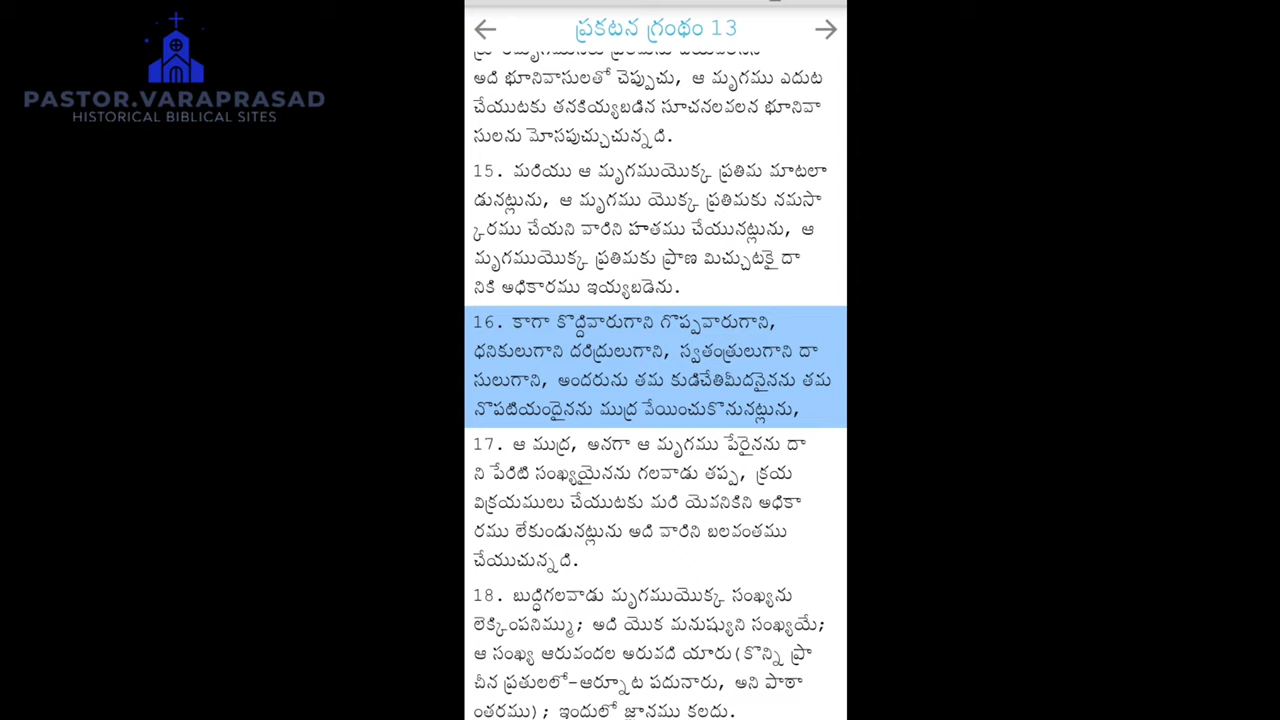 PASTOR.VARAPRASAD
HISTORICAL BIBLICAL SITES
ప్రకటన గ్రంథం 13
అది భూనివాసులతో చెప్పుచు, ఆ మృగము ఎదుట
చేయుటకు తనకియ్యబడిన సూచనలవలన భూనివా
సులను మోసపుచ్చుచున్నది.
15. మరియు ఆ మృగముయొక్క ప్రతిమ మాటలా
డునట్లును, ఆ మృగము యొక్క ప్రతిమకు నమసా
్కరము చేయని వారిని హతము చేయునట్లును, ఆ
మృగముయొక్క ప్రతిమకు ప్రాణ మిచ్చుటకై దా
నికి అధికారము ఇయ్యబడెను.
16. కాగా కొద్దివారుగాని గొప్పవారుగాని,
ధనికులుగాని దరిద్రులుగాని, స్వతంత్రులుగాని దా
సులుగాని, అందరును తమ కుడిచేతిమీదనైనను తమ
నొసటియందైనను ముద్ర వేయించుకొనునట్లును,
17. ఆ ముద్ర, అనగా ఆ మృగము పేరైనను దా
ని పేరిటి సంఖ్యయైనను గలవాడు తప్ప, క్రయ
విక్రయములు చేయుటకు మరి యెవనికిని అధికా
రము లేకుండునట్లును అది వారిని బలవంతము
చేయుచున్నది.
18. బుద్ధిగలవాడు మృగముయొక్క సంఖ్యను
లెక్కింపనిమ్ము; అది యొక మనుష్యుని సంఖ్యయే;
ఆ సంఖ్య ఆరువందల అరువది యారు(కొన్ని ప్రా
చీన ప్రతులలో-ఆర్నూట పదునారు, అని పాఠా
ంతరము); ఇందులో జ్ఞానము కలదు.